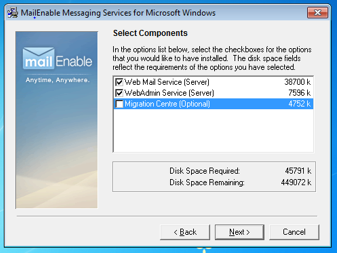 MailEnable Messaging Services for Microsoft Windows
mailEnable
Anytime, Anywhere.
Select Components
In the options list below, select the checkboxes for the options
that you would like to have installed. The disk space fields
reflect the requirements of the options you have selected.
Web Mail Service (Server) 38700 k
WebAdmin Service (Server) 7596 k
Migration Centre (Optional) 4752 k
Disk Space Required: 45791 k
Disk Space Remaining: 449072 k
< Back Next > Cancel